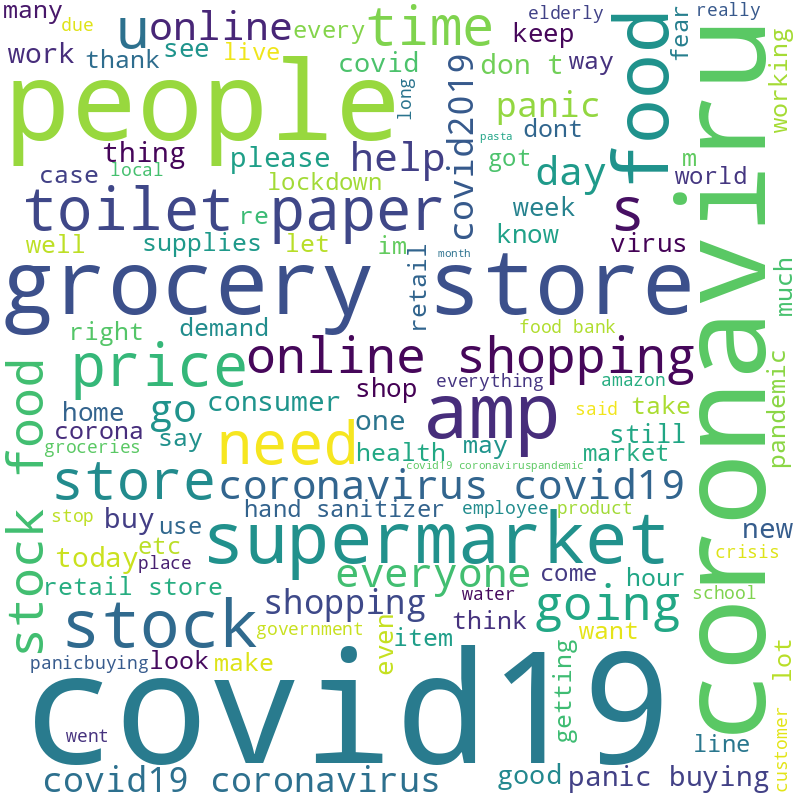 many
due
u
online
every
time
elderly
keep
really
fear
food
coronaviru
working
work
thank
see
live
covid
long
covid2019
don t
way
people
panic
pasta
dont
thing
please
help
got
m
world
case
local
lockdown
day
toilet paper
re
week
s
well
supplies
let
im
know
virus
retail
month
grocery store
much
right
demand
food bank
price
online shopping
pandemic
stock food
shop
everything
amazon
home
go
consumer
one
amp
said
take
corona
say
need
still
groceries
health
may
market
store
covid19 coronaviruspandemic
coronavirus covid19
stop
buy
use
hand sanitizer
employee
product
new
today
etc
place
supermarket
crisis
retail store
everyone
come
hour
water
school
stock
shopping
going
think
government
even
item
want
panicbuying
look
make
getting
lot
covid19
went
line
customer
covid19 coronavirus
good
panic buying